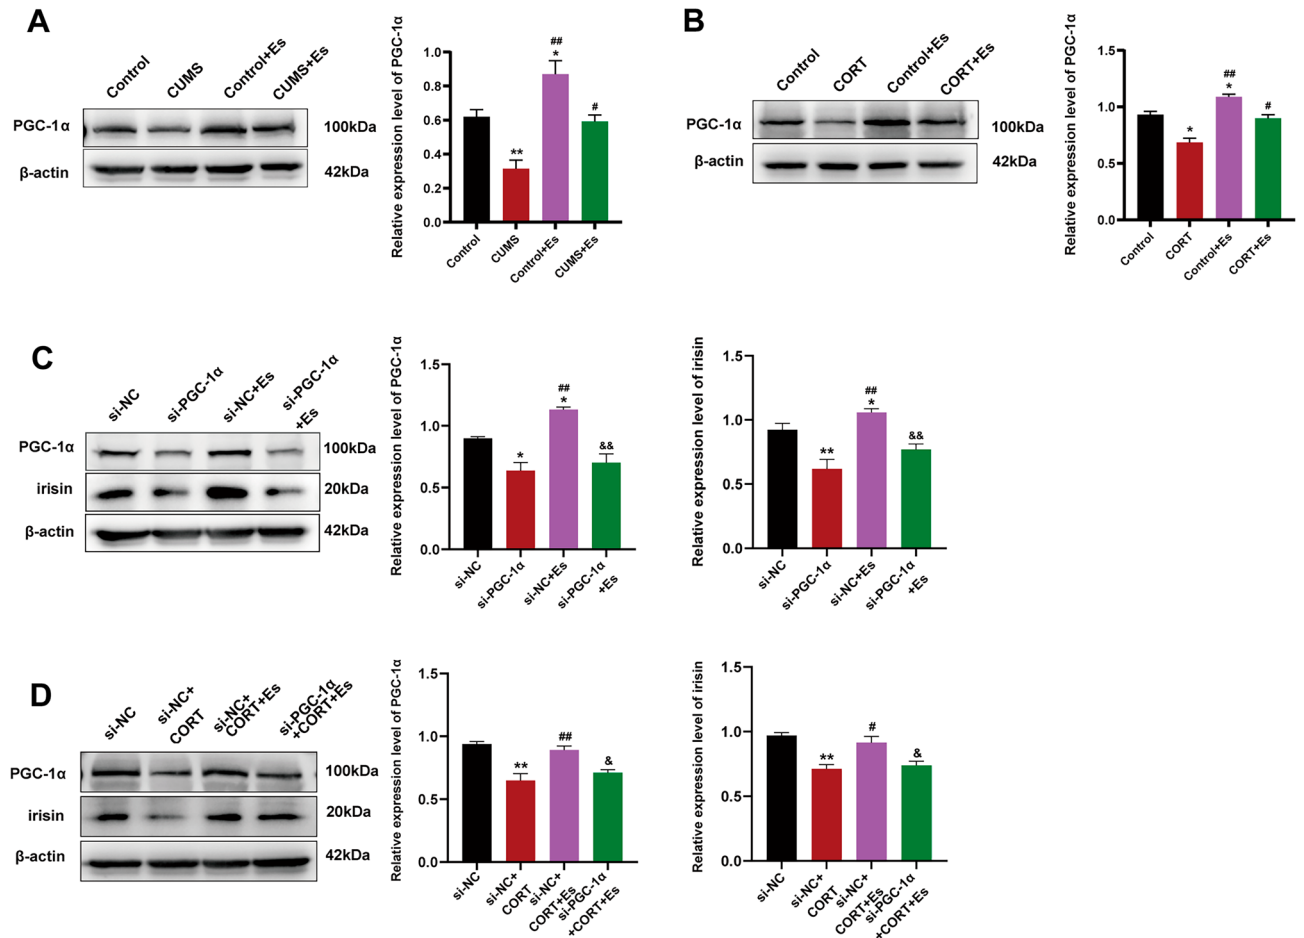 A
Control
CUMS
Control+Es
CUMS+Es
PGC-1α
100kDa
β-actin
42kDa
Relative expression level of PGC-1α
1.0
0.8
0.6
0.4
0.2
0.0
**
##
*
#
Control
CUMS
Control+Es
CUMS+Es
B
Control
CORT
Control+Es
CORT+Es
PGC-1α
100kDa
β-actin
42kDa
Relative expression level of PGC-1α
1.5
1.0
0.5
0.0
*
##
*
#
Control
CORT
Control+Es
CORT+Es
C
si-NC
si-PGC-1α
si-NC+Es
si-PGC-1α
+Es
PGC-1α
100kDa
irisin
20kDa
β-actin
42kDa
Relative expression level of PGC-1α
1.5
1.0
0.5
0.0
*
##
*
&&
si-NC
si-PGC-1α
si-NC+Es
si-PGC-1α
+Es
Relative expression level of irisin
1.5
1.0
0.5
0.0
**
##
*
&&
si-NC
si-PGC-1α
si-NC+Es
si-PGC-1α
+Es
D
si-NC
si-NC+
CORT
si-NC+
CORT+Es
si-PGC-1α
+CORT+Es
PGC-1α
100kDa
irisin
20kDa
β-actin
42kDa
Relative expression level of PGC-1α
1.5
1.0
0.5
0.0
**
##
&
si-NC
si-NC+
CORT
si-NC+
CORT+Es
si-PGC-1α
+CORT+Es
Relative expression level of irisin
1.5
1.0
0.5
0.0
**
#
&
si-NC
si-NC+
CORT
si-NC+
CORT+Es
si-PGC-1α
+CORT+Es